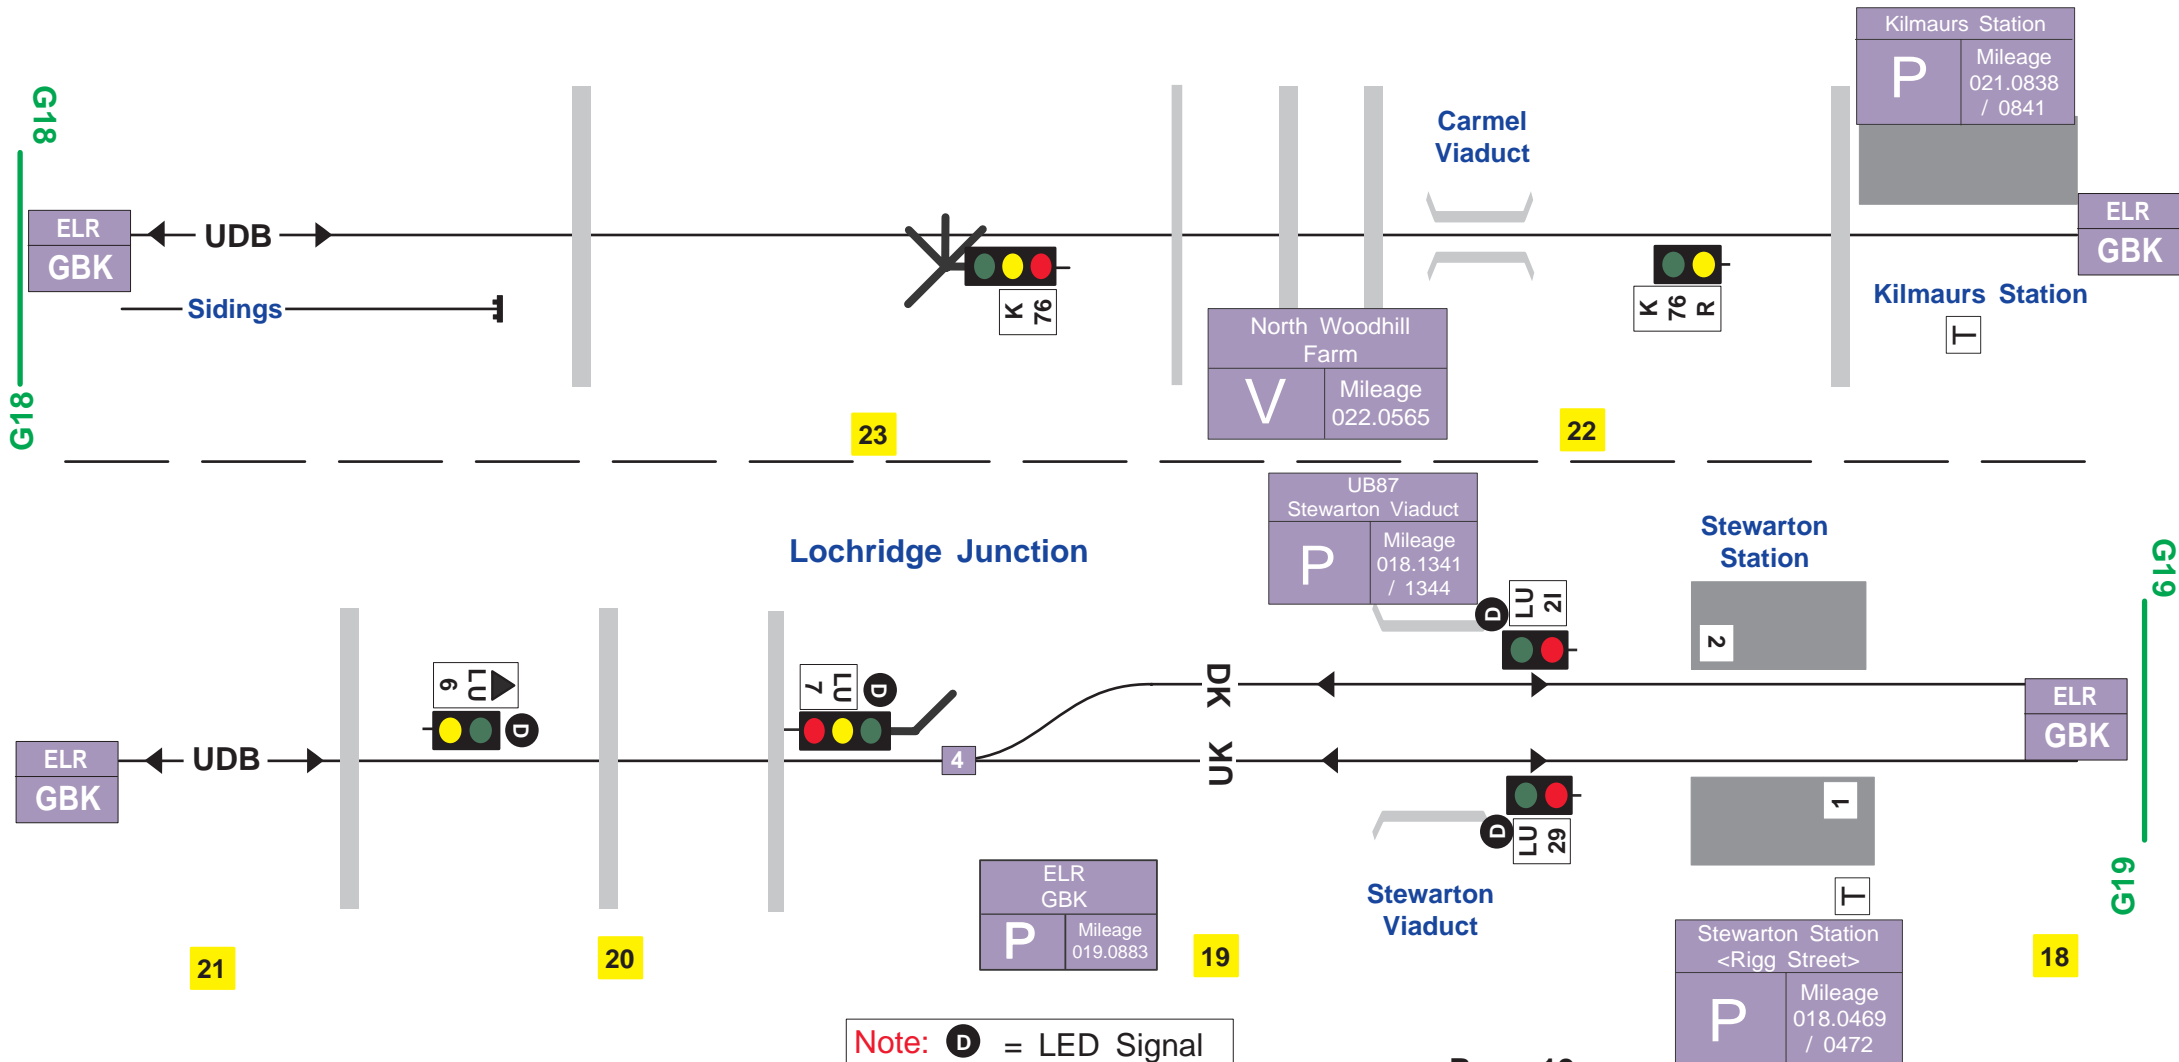 G18
G18
ELR
GBK
UDB
Sidings
K
76
23
North Woodhill
Farm
V
Mileage
022.0565
Carmel
Viaduct
K
76
R
22
Kilmaurs Station
P
Mileage
021.0838
/ 0841
Kilmaurs Station
T
ELR
GBK
Lochridge Junction
ELR
GBK
UDB
21
LU
6
D
20
LU
7
D
4
DK
UK
ELR
GBK
P
Mileage
019.0883
19
UB87
Stewarton Viaduct
P
Mileage
018.1341
/ 1344
D
LU
2I
D
LU
29
Stewarton
Viaduct
Stewarton
Station
2
1
T
Stewarton Station
<Rigg Street>
P
Mileage
018.0469
/ 0472
18
ELR
GBK
G19
G19
Note: D = LED Signal